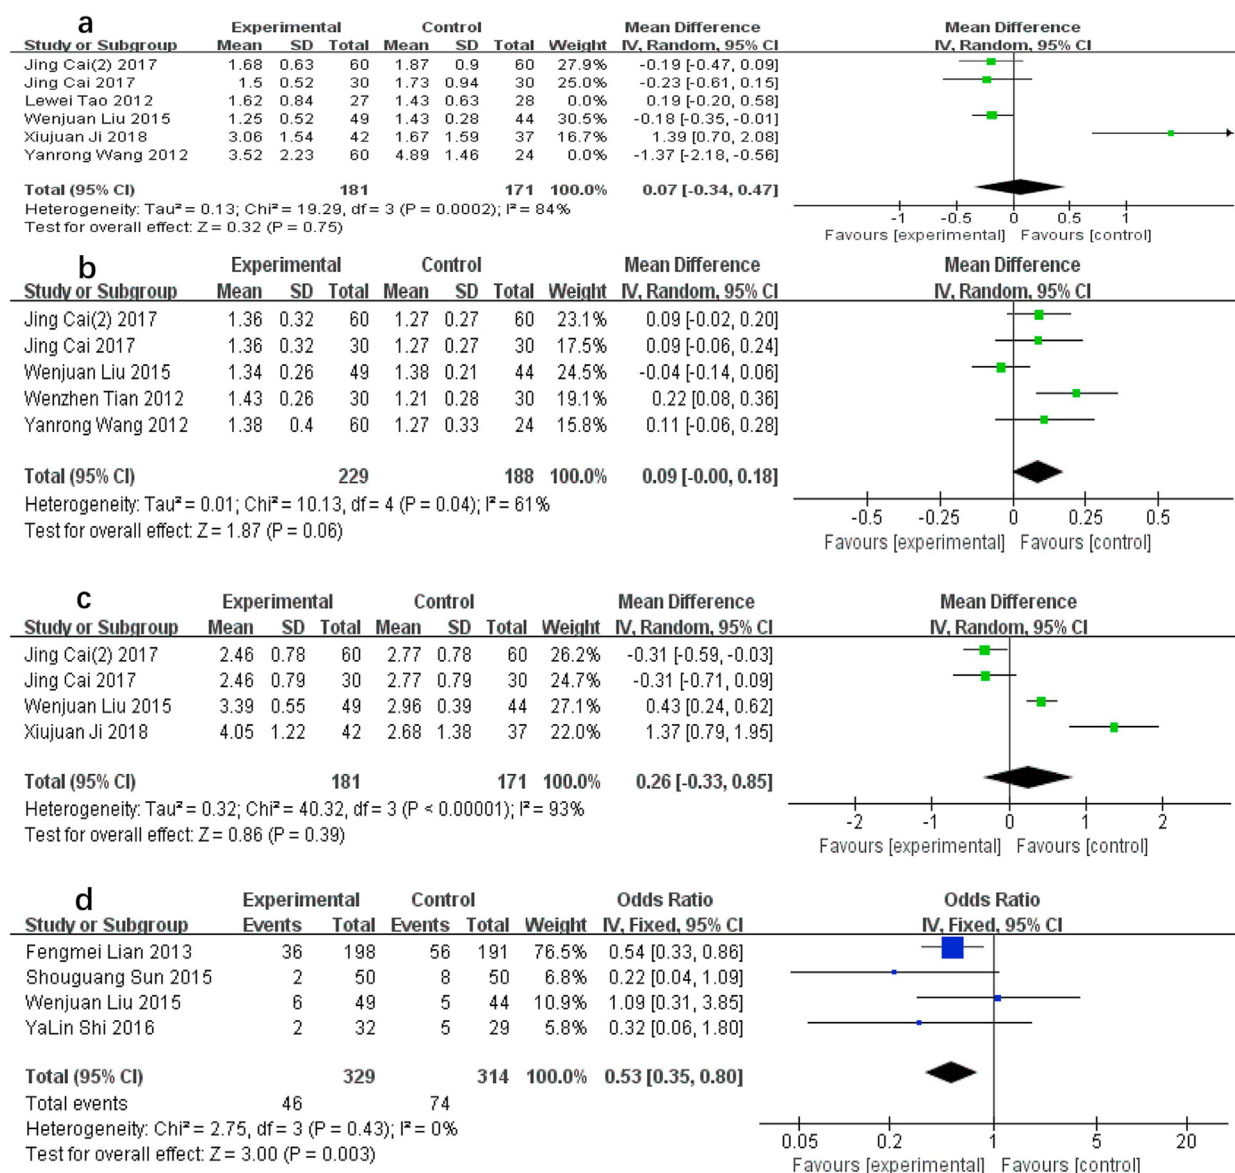 a
Experimental Control Mean Difference Mean Difference
Study or Subgroup Mean SD Total Mean SD Total Weight IV, Random, 95% CI IV, Random, 95% CI
Jing Cai(2) 2017 1.68 0.63 60 1.87 0.9 60 27.9% -0.19 [-0.47, 0.09]
Jing Cai 2017 1.5 0.52 30 1.73 0.94 30 25.0% -0.23 [-0.61, 0.15]
Lewei Tao 2012 1.62 0.84 27 1.43 0.63 28 0.0% 0.19 [-0.20, 0.58]
Wenjuan Liu 2015 1.25 0.52 49 1.43 0.28 44 30.5% -0.18 [-0.35, -0.01]
Xiujuan Ji 2018 3.06 1.54 42 1.67 1.59 37 16.7% 1.39 [0.70, 2.08]
Yanrong Wang 2012 3.52 2.23 60 4.89 1.46 24 0.0% -1.37 [-2.18, -0.56]
Total (95% CI) 181 171 100.0% 0.07 [-0.34, 0.47]
Heterogeneity: Tau² = 0.13; Chi² = 19.29, df = 3 (P = 0.0002); I² = 84%
Test for overall effect: Z = 0.32 (P = 0.75)
-1 -0.5 0 0.5 1
Favours [experimental] Favours [control]
b
Experimental Control Mean Difference Mean Difference
Study or Subgroup Mean SD Total Mean SD Total Weight IV, Random, 95% CI IV, Random, 95% CI
Jing Cai(2) 2017 1.36 0.32 60 1.27 0.27 60 23.1% 0.09 [-0.02, 0.20]
Jing Cai 2017 1.36 0.32 30 1.27 0.27 30 17.5% 0.09 [-0.06, 0.24]
Wenjuan Liu 2015 1.34 0.26 49 1.38 0.21 44 24.5% -0.04 [-0.14, 0.06]
Wenzhen Tian 2012 1.43 0.26 30 1.21 0.28 30 19.1% 0.22 [0.08, 0.36]
Yanrong Wang 2012 1.38 0.4 60 1.27 0.33 24 15.8% 0.11 [-0.06, 0.28]
Total (95% CI) 229 188 100.0% 0.09 [-0.00, 0.18]
Heterogeneity: Tau² = 0.01; Chi² = 10.13, df = 4 (P = 0.04); I² = 61%
Test for overall effect: Z = 1.87 (P = 0.06)
-0.5 -0.25 0 0.25 0.5
Favours [experimental] Favours [control]
c
Experimental Control Mean Difference Mean Difference
Study or Subgroup Mean SD Total Mean SD Total Weight IV, Random, 95% CI IV, Random, 95% CI
Jing Cai(2) 2017 2.46 0.78 60 2.77 0.78 60 26.2% -0.31 [-0.59, -0.03]
Jing Cai 2017 2.46 0.79 30 2.77 0.79 30 24.7% -0.31 [-0.71, 0.09]
Wenjuan Liu 2015 3.39 0.55 49 2.96 0.39 44 27.1% 0.43 [0.24, 0.62]
Xiujuan Ji 2018 4.05 1.22 42 2.68 1.38 37 22.0% 1.37 [0.79, 1.95]
Total (95% CI) 181 171 100.0% 0.26 [-0.33, 0.85]
Heterogeneity: Tau² = 0.32; Chi² = 40.32, df = 3 (P < 0.00001); I² = 93%
Test for overall effect: Z = 0.86 (P = 0.39)
-2 -1 0 1 2
Favours [experimental] Favours [control]
d
Experimental Control Odds Ratio Odds Ratio
Study or Subgroup Events Total Events Total Weight IV, Fixed, 95% CI IV, Fixed, 95% CI
Fengmei Lian 2013 36 198 56 191 76.5% 0.54 [0.33, 0.86]
Shouguang Sun 2015 2 50 8 50 6.8% 0.22 [0.04, 1.09]
Wenjuan Liu 2015 6 49 5 44 10.9% 1.09 [0.31, 3.85]
YaLin Shi 2016 2 32 5 29 5.8% 0.32 [0.06, 1.80]
Total (95% CI) 329 314 100.0% 0.53 [0.35, 0.80]
Total events 46 74
Heterogeneity: Chi² = 2.75, df = 3 (P = 0.43); I² = 0%
Test for overall effect: Z = 3.00 (P = 0.003)
0.05 0.2 1 5 20
Favours [experimental] Favours [control]